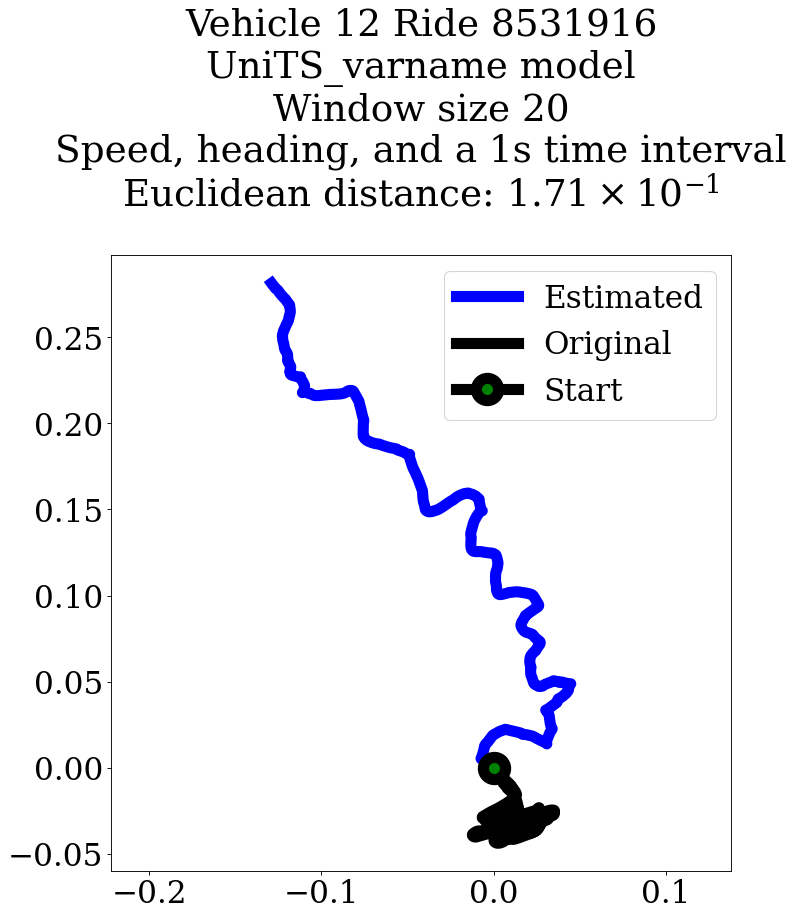 Vehicle 12 Ride 8531916
UniTS_varname model
Window size 20
Speed, heading, and a 1s time interval
Euclidean distance: 1.71 × 10⁻¹
Estimated
Original
Start
0.25
0.20
0.15
0.10
0.05
0.00
−0.05
−0.2
−0.1
0.0
0.1